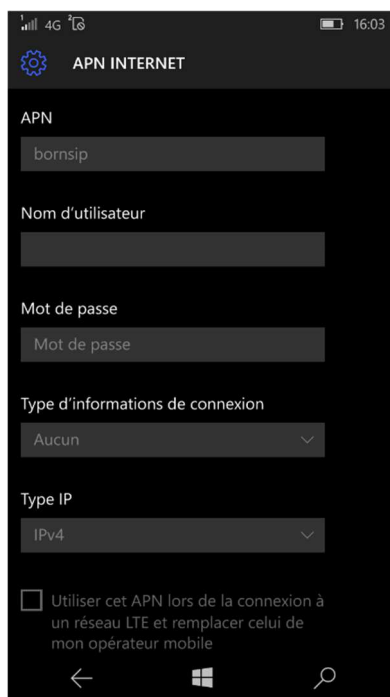 1 4G 2 16:03
APN INTERNET
APN
bornsip
Nom d'utilisateur
Mot de passe
Mot de passe
Type d'informations de connexion
Aucun
Type IP
IPv4
Utiliser cet APN lors de la connexion à
un réseau LTE et remplacer celui de
mon opérateur mobile